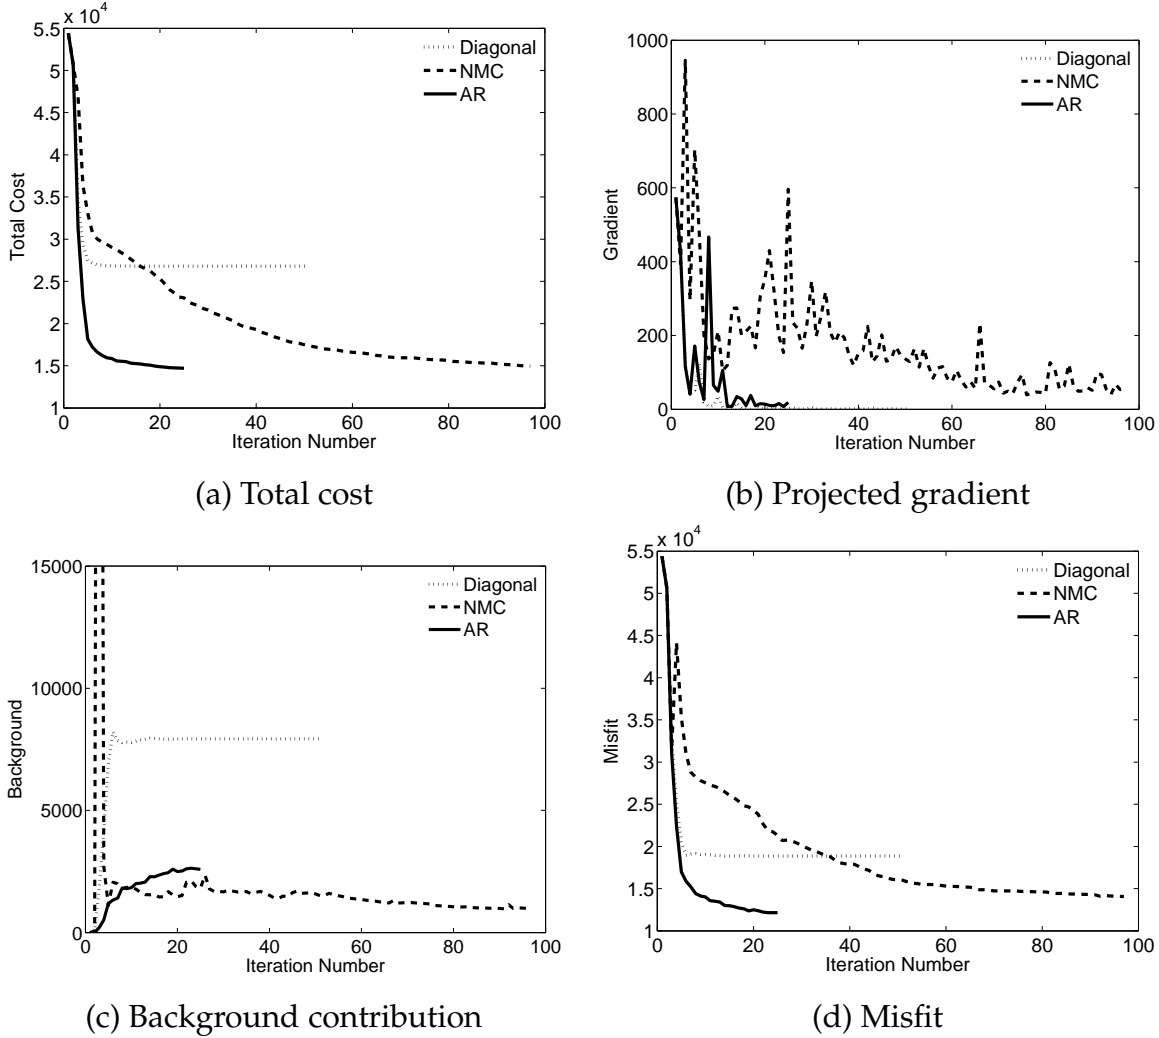 x 10⁴
5.5
5
4.5
4
3.5
3
2.5
2
1.5
1
0 20 40 60 80 100
Total Cost
Iteration Number
Diagonal
NMC
AR
(a) Total cost
1000
800
600
400
200
0
0 20 40 60 80 100
Gradient
Iteration Number
Diagonal
NMC
AR
(b) Projected gradient
15000
10000
5000
0
0 20 40 60 80 100
Background
Iteration Number
Diagonal
NMC
AR
(c) Background contribution
x 10⁴
5.5
5
4.5
4
3.5
3
2.5
2
1.5
1
0 20 40 60 80 100
Misfit
Iteration Number
Diagonal
NMC
AR
(d) Misfit